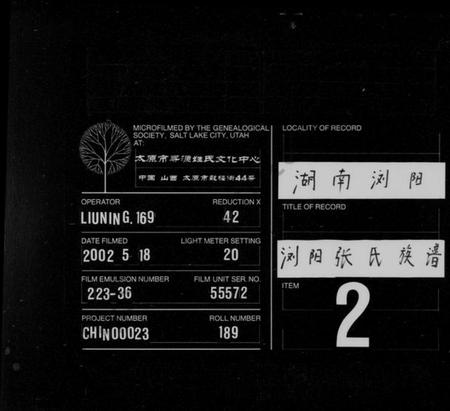 MICROFILMED BY THE GENEALOGICAL
SOCIETY, SALT LAKE CITY, UTAH
AT:
太原市寻源姓氏文化中心
中国 山西 太原市乾福街44号
OPERATOR
LIUNING.169
REDUCTION X
42
DATE FILMED
2002 5 18
LIGHT METER SETTING
20
FILM EMULSION NUMBER
223-36
FILM UNIT SER. NO.
55572
PROJECT NUMBER
CHIN00023
ROLL NUMBER
189
LOCALITY OF RECORD
湖南浏阳
TITLE OF RECORD
浏阳张氏族谱
ITEM
2